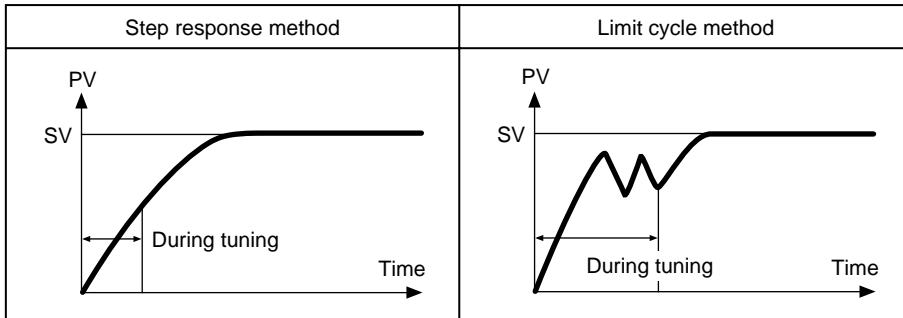 Step response method
PV
SV
During tuning
Time
Limit cycle method
PV
SV
During tuning
Time